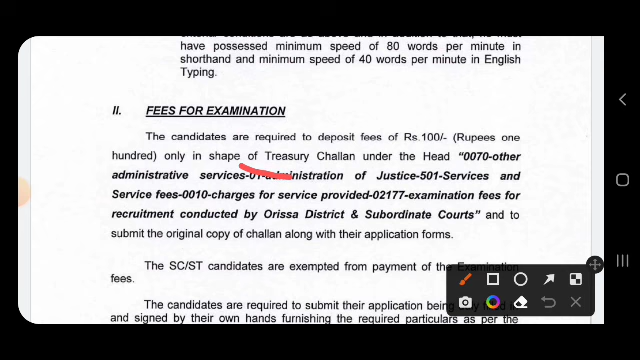 have possessed minimum speed of 80 words per minute in
shorthand and minimum speed of 40 words per minute in English
Typing.
II. FEES FOR EXAMINATION
The candidates are required to deposit fees of Rs.100/- (Rupees one
hundred) only in shape of Treasury Challan under the Head "0070-other
administrative services-01-administration of Justice-501-Services and
Service fees-0010-charges for service provided-02177-examination fees for
recruitment conducted by Orissa District & Subordinate Courts" and to
submit the original copy of challan along with their application forms.
The SC/ST candidates are exempted from payment of the Examination
fees.
The candidates are required to submit their application being
and signed by their own hands furnishing the required particulars as per the